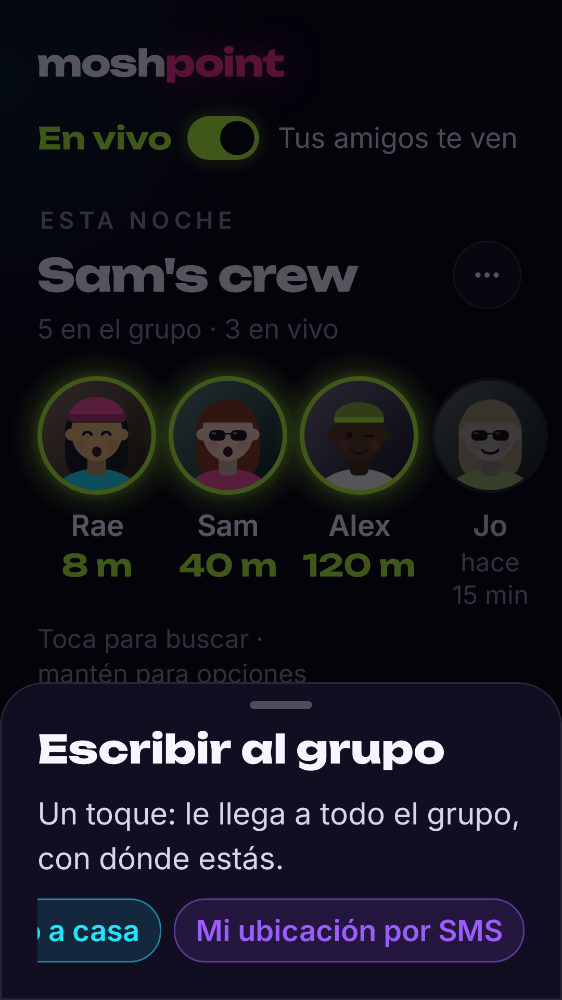 moshpoint
En vivo
Tus amigos te ven
ESTA NOCHE
Sam's crew
5 en el grupo · 3 en vivo
Rae
Sam
Alex
Jo
8 m
40 m
120 m
hace
15 min
Toca para buscar ·
mantén para opciones
Escribir al grupo
Un toque: le llega a todo el grupo,
con dónde estás.
a casa
Mi ubicación por SMS